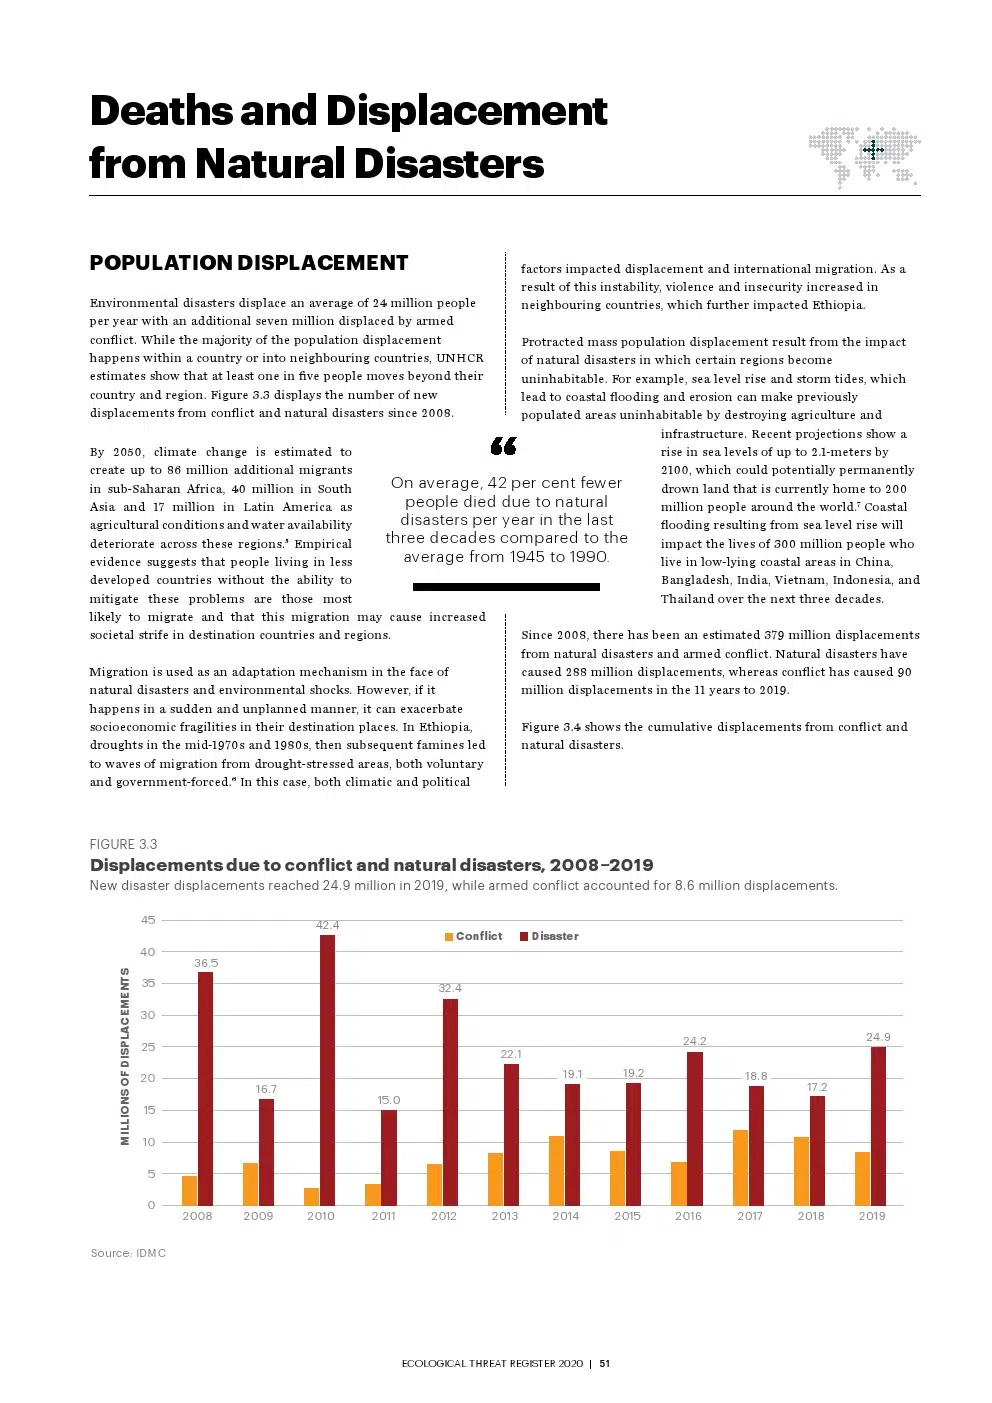 Deaths and Displacement
from Natural Disasters
POPULATION DISPLACEMENT
Environmental disasters displace an average of 24 million people
per year with an additional seven million displaced by armed
conflict. While the majority of the population displacement
happens within a country or into neighbouring countries, UNHCR
estimates show that at least one in five people moves beyond their
country and region. Figure 3.3 displays the number of new
displacements from conflict and natural disasters since 2008.
By 2050, climate change is estimated to
create up to 86 million additional migrants
in sub-Saharan Africa, 40 million in South
Asia and 17 million in Latin America as
agricultural conditions and water availability
deteriorate across these regions.⁵ Empirical
evidence suggests that people living in less
developed countries without the ability to
mitigate these problems are those most
likely to migrate and that this migration may cause increased
societal strife in destination countries and regions.
Migration is used as an adaptation mechanism in the face of
natural disasters and environmental shocks. However, if it
happens in a sudden and unplanned manner, it can exacerbate
socioeconomic fragilities in their destination places. In Ethiopia,
droughts in the mid-1970s and 1980s, then subsequent famines led
to waves of migration from drought-stressed areas, both voluntary
and government-forced.⁶ In this case, both climatic and political
factors impacted displacement and international migration. As a
result of this instability, violence and insecurity increased in
neighbouring countries, which further impacted Ethiopia.
Protracted mass population displacement result from the impact
of natural disasters in which certain regions become
uninhabitable. For example, sea level rise and storm tides, which
lead to coastal flooding and erosion can make previously
populated areas uninhabitable by destroying agriculture and
infrastructure. Recent projections show a
rise in sea levels of up to 2.1-meters by
2100, which could potentially permanently
drown land that is currently home to 200
million people around the world.⁷ Coastal
flooding resulting from sea level rise will
impact the lives of 300 million people who
live in low-lying coastal areas in China,
Bangladesh, India, Vietnam, Indonesia, and
Thailand over the next three decades.
Since 2008, there has been an estimated 379 million displacements
from natural disasters and armed conflict. Natural disasters have
caused 288 million displacements, whereas conflict has caused 90
million displacements in the 11 years to 2019.
Figure 3.4 shows the cumulative displacements from conflict and
natural disasters.
“
On average, 42 per cent fewer
people died due to natural
disasters per year in the last
three decades compared to the
average from 1945 to 1990.
FIGURE 3.3
Displacements due to conflict and natural disasters, 2008–2019
New disaster displacements reached 24.9 million in 2019, while armed conflict accounted for 8.6 million displacements.
MILLIONS OF DISPLACEMENTS
45
40
35
30
25
20
15
10
5
0
Conflict Disaster
36.5
16.7
42.4
15.0
32.4
22.1
19.1
19.2
24.2
18.8
17.2
24.9
2008 2009 2010 2011 2012 2013 2014 2015 2016 2017 2018 2019
Source: IDMC
ECOLOGICAL THREAT REGISTER 2020 | 51